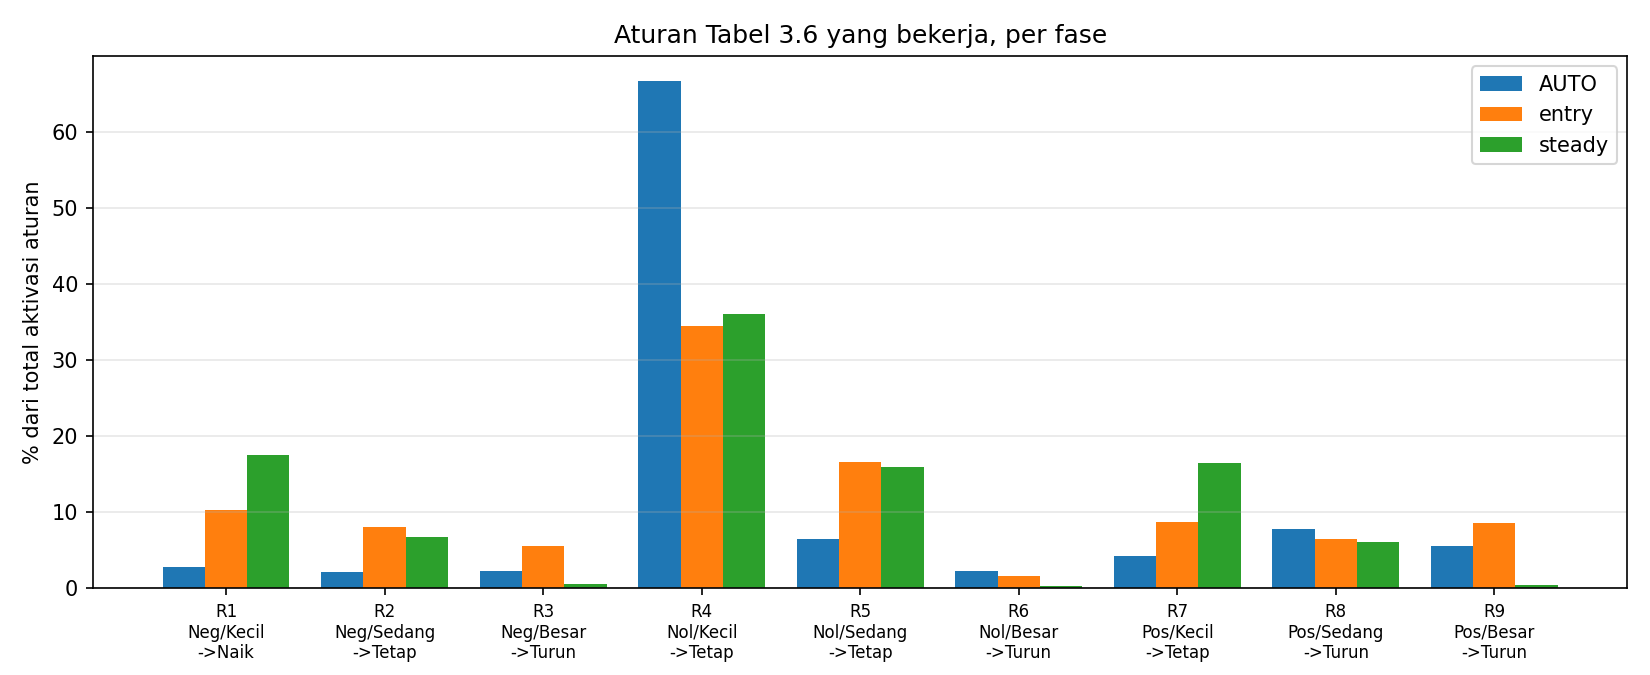 Aturan Tabel 3.6 yang bekerja, per fase
AUTO
entry
steady
% dari total aktivasi aturan
60
50
40
30
20
10
0
R1
Neg/Kecil
->Naik
R2
Neg/Sedang
->Tetap
R3
Neg/Besar
->Turun
R4
Nol/Kecil
->Tetap
R5
Nol/Sedang
->Tetap
R6
Nol/Besar
->Turun
R7
Pos/Kecil
->Tetap
R8
Pos/Sedang
->Turun
R9
Pos/Besar
->Turun